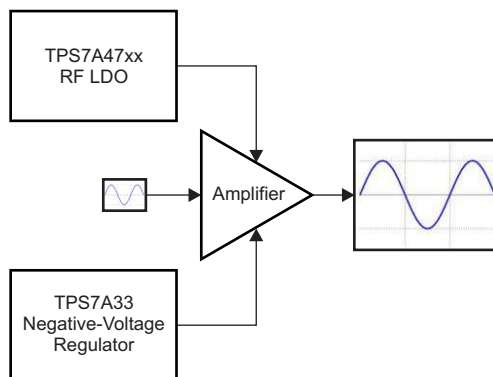 TPS7A47xx
RF LDO
Amplifier
TPS7A33
Negative-Voltage
Regulator